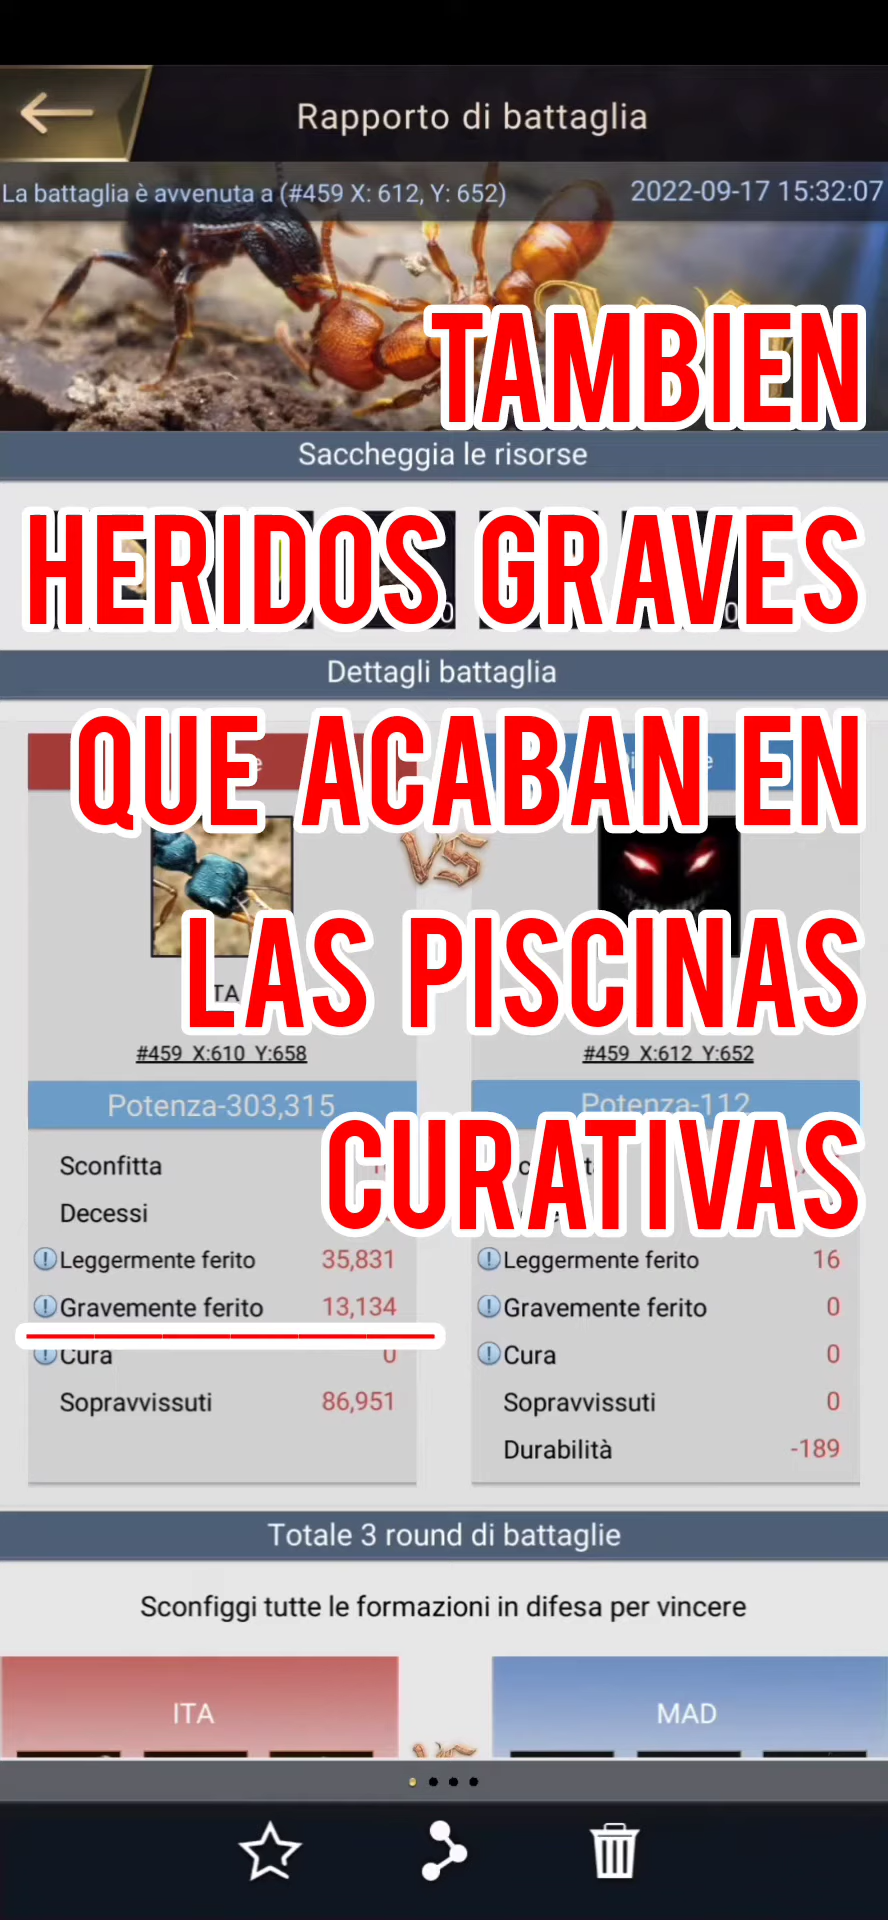 Rapporto di battaglia
La battaglia è avvenuta a (#459 X: 612, Y: 652) 2022-09-17 15:32:07
TAMBIEN
Saccheggia le risorse
HERIDOS GRAVES
Dettagli battaglia
QUE ACABAN EN
VS
LAS PISCINAS
#459 X:610 Y:658 #459 X:612 Y:652
Potenza-303,315 Potenza-112
CURATIVAS
Sconfitta
Decessi
Leggermente ferito 35,831 Leggermente ferito 16
Gravemente ferito 13,134 Gravemente ferito 0
Cura 0 Cura 0
Sopravvissuti 86,951 Sopravvissuti 0
Durabilità -189
Totale 3 round di battaglie
Sconfiggi tutte le formazioni in difesa per vincere
ITA MAD